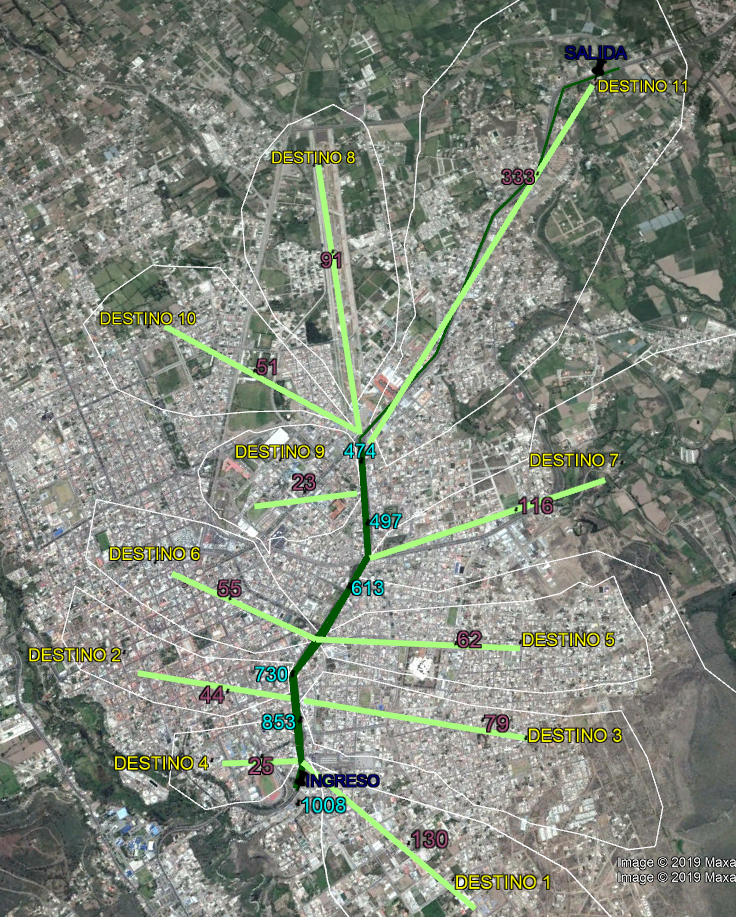 SALIDA
DESTINO 11
DESTINO 8
333
91
DESTINO 10
51
DESTINO 9
474
DESTINO 7
23
116
497
DESTINO 6
55
613
62
DESTINO 5
DESTINO 2
730
44
853
79
DESTINO 3
DESTINO 4
25
INGRESO
1008
130
Image © 2019 Maxa
Image © 2019 Maxa
DESTINO 1